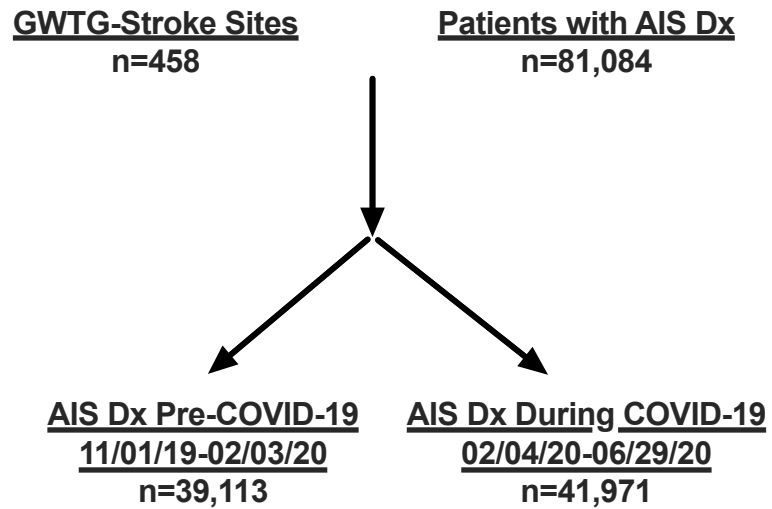 GWTG-Stroke Sites
n=458
Patients with AIS Dx
n=81,084
AIS Dx Pre-COVID-19
11/01/19-02/03/20
n=39,113
AIS Dx During COVID-19
02/04/20-06/29/20
n=41,971